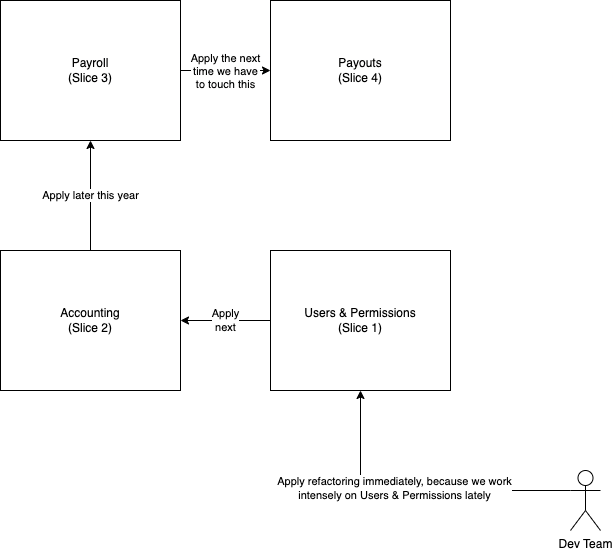 Payroll
(Slice 3)
Apply the next
time we have
to touch this
Payouts
(Slice 4)
Apply later this year
Accounting
(Slice 2)
Apply
next
Users & Permissions
(Slice 1)
Apply refactoring immediately, because we work
intensely on Users & Permissions lately
Dev Team